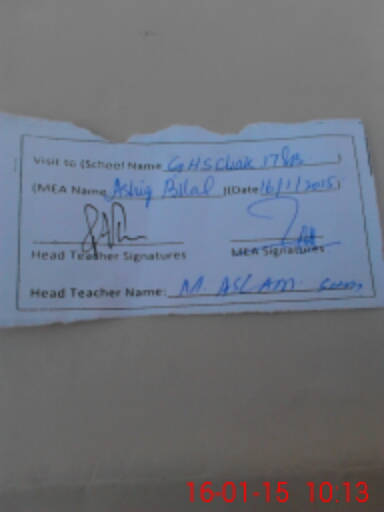 Visit to (School Name GHS Chak 17 )
(MEA Name Ashiq Bilal )(Date 16/1/2015)
Head Teacher Signatures MEA Signatures
Head Teacher Name: M. ASLAM.
16-01-15 10:13